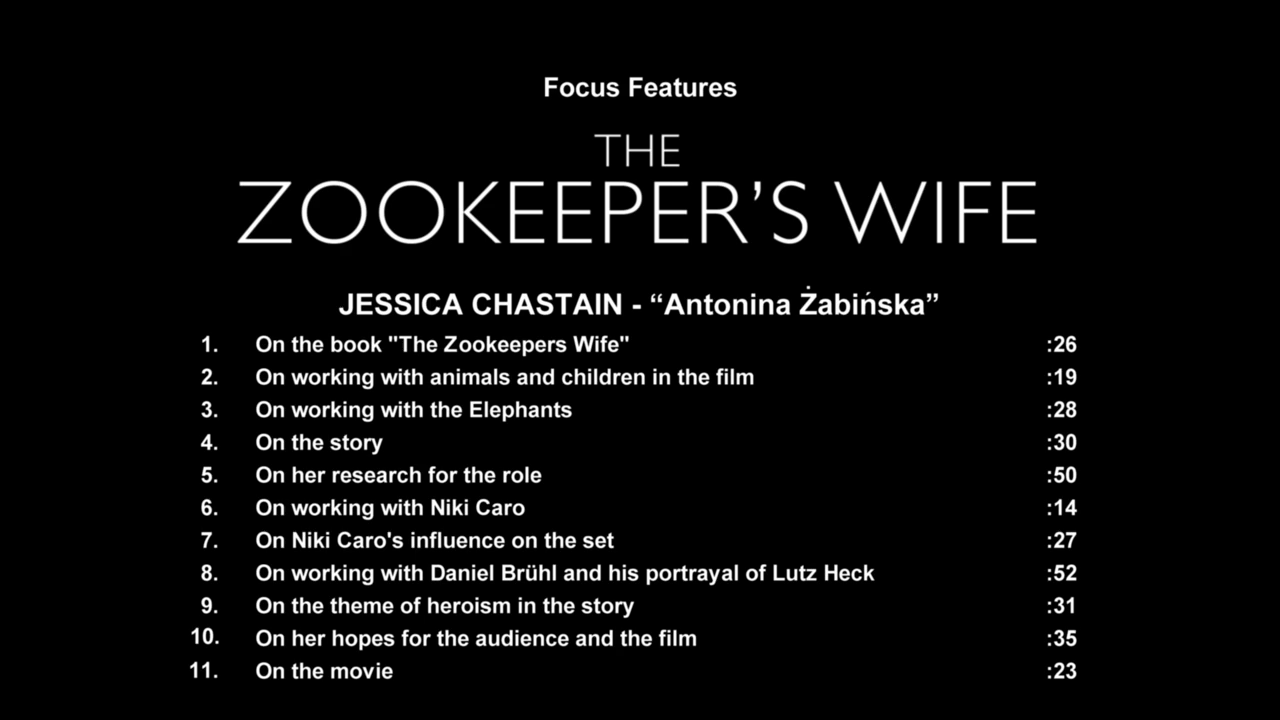 Focus Features
THE
ZOOKEEPER’S WIFE
JESSICA CHASTAIN - “Antonina Żabińska”
1. On the book "The Zookeepers Wife" :26
2. On working with animals and children in the film :19
3. On working with the Elephants :28
4. On the story :30
5. On her research for the role :50
6. On working with Niki Caro :14
7. On Niki Caro's influence on the set :27
8. On working with Daniel Brühl and his portrayal of Lutz Heck :52
9. On the theme of heroism in the story :31
10. On her hopes for the audience and the film :35
11. On the movie :23